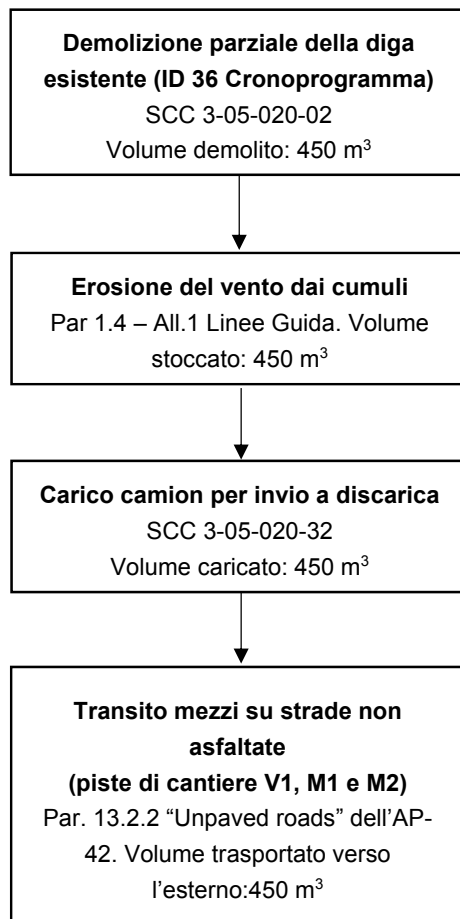 Demolizione parziale della diga
esistente (ID 36 Cronoprogramma)
SCC 3-05-020-02
Volume demolito: 450 m³
Erosione del vento dai cumuli
Par 1.4 – All.1 Linee Guida. Volume
stoccato: 450 m³
Carico camion per invio a discarica
SCC 3-05-020-32
Volume caricato: 450 m³
Transito mezzi su strade non
asfaltate
(piste di cantiere V1, M1 e M2)
Par. 13.2.2 “Unpaved roads” dell’AP-
42. Volume trasportato verso
l’esterno:450 m³